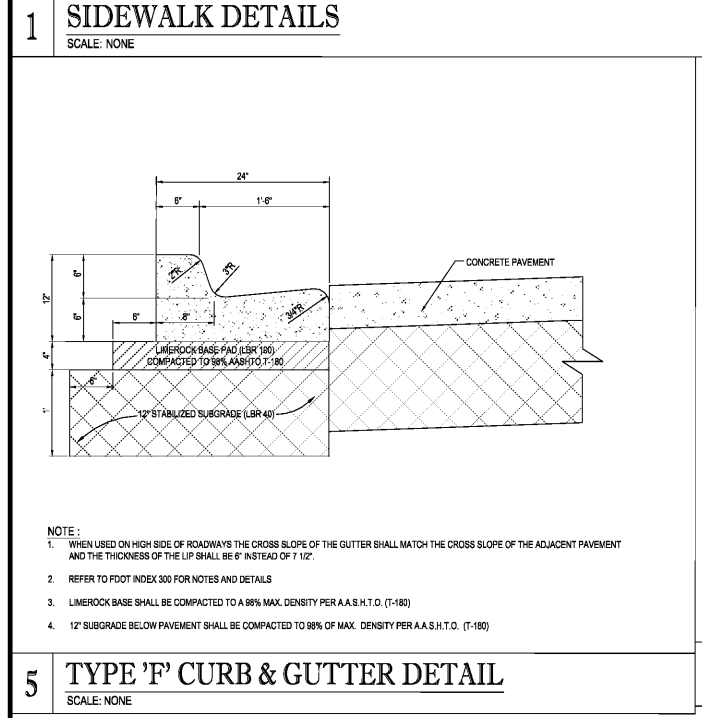 1 SIDEWALK DETAILS
SCALE: NONE
24"
6" 1'-6"
2"R 3"R
CONCRETE PAVEMENT
12" 6"
6" 6" 8" 3/4"R
4" LIMEROCK BASE PAD (LBR 100)
COMPACTED TO 98% AASHTO T-180
6"
1' 12" STABILIZED SUBGRADE (LBR 40)
NOTE :
1. WHEN USED ON HIGH SIDE OF ROADWAYS THE CROSS SLOPE OF THE GUTTER SHALL MATCH THE CROSS SLOPE OF THE ADJACENT PAVEMENT
AND THE THICKNESS OF THE LIP SHALL BE 6" INSTEAD OF 7 1/2".
2. REFER TO FDOT INDEX 300 FOR NOTES AND DETAILS
3. LIMEROCK BASE SHALL BE COMPACTED TO A 98% MAX. DENSITY PER A.A.S.H.T.O. (T-180)
4. 12" SUBGRADE BELOW PAVEMENT SHALL BE COMPACTED TO 98% OF MAX. DENSITY PER A.A.S.H.T.O. (T-180)
5 TYPE 'F' CURB & GUTTER DETAIL
SCALE: NONE